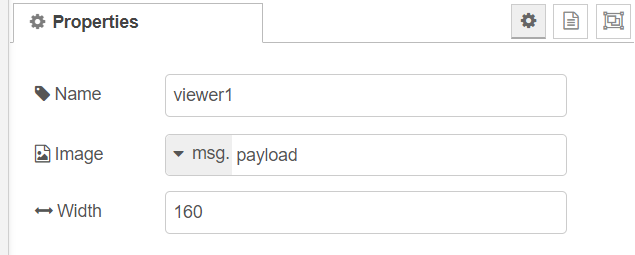 Properties
Name
viewer1
Image
msg. payload
Width
160